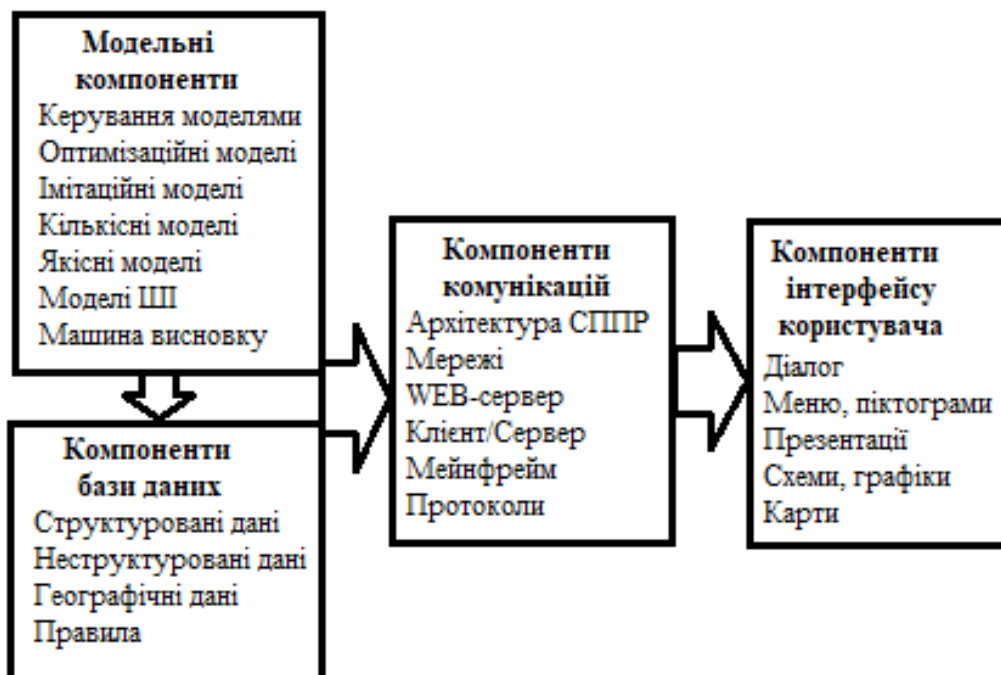 Модельні
компоненти
Керування моделями
Оптимізаційні моделі
Імітаційні моделі
Кількісні моделі
Якісні моделі
Моделі ШІ
Машина висновку
Компоненти
бази даних
Структуровані дані
Неструктуровані дані
Географічні дані
Правила
Компоненти
комунікацій
Архітектура СППР
Мережі
WEB-сервер
Клієнт/Сервер
Мейнфрейм
Протоколи
Компоненти
інтерфейсу
користувача
Діалог
Меню, піктограми
Презентації
Схеми, графіки
Карти